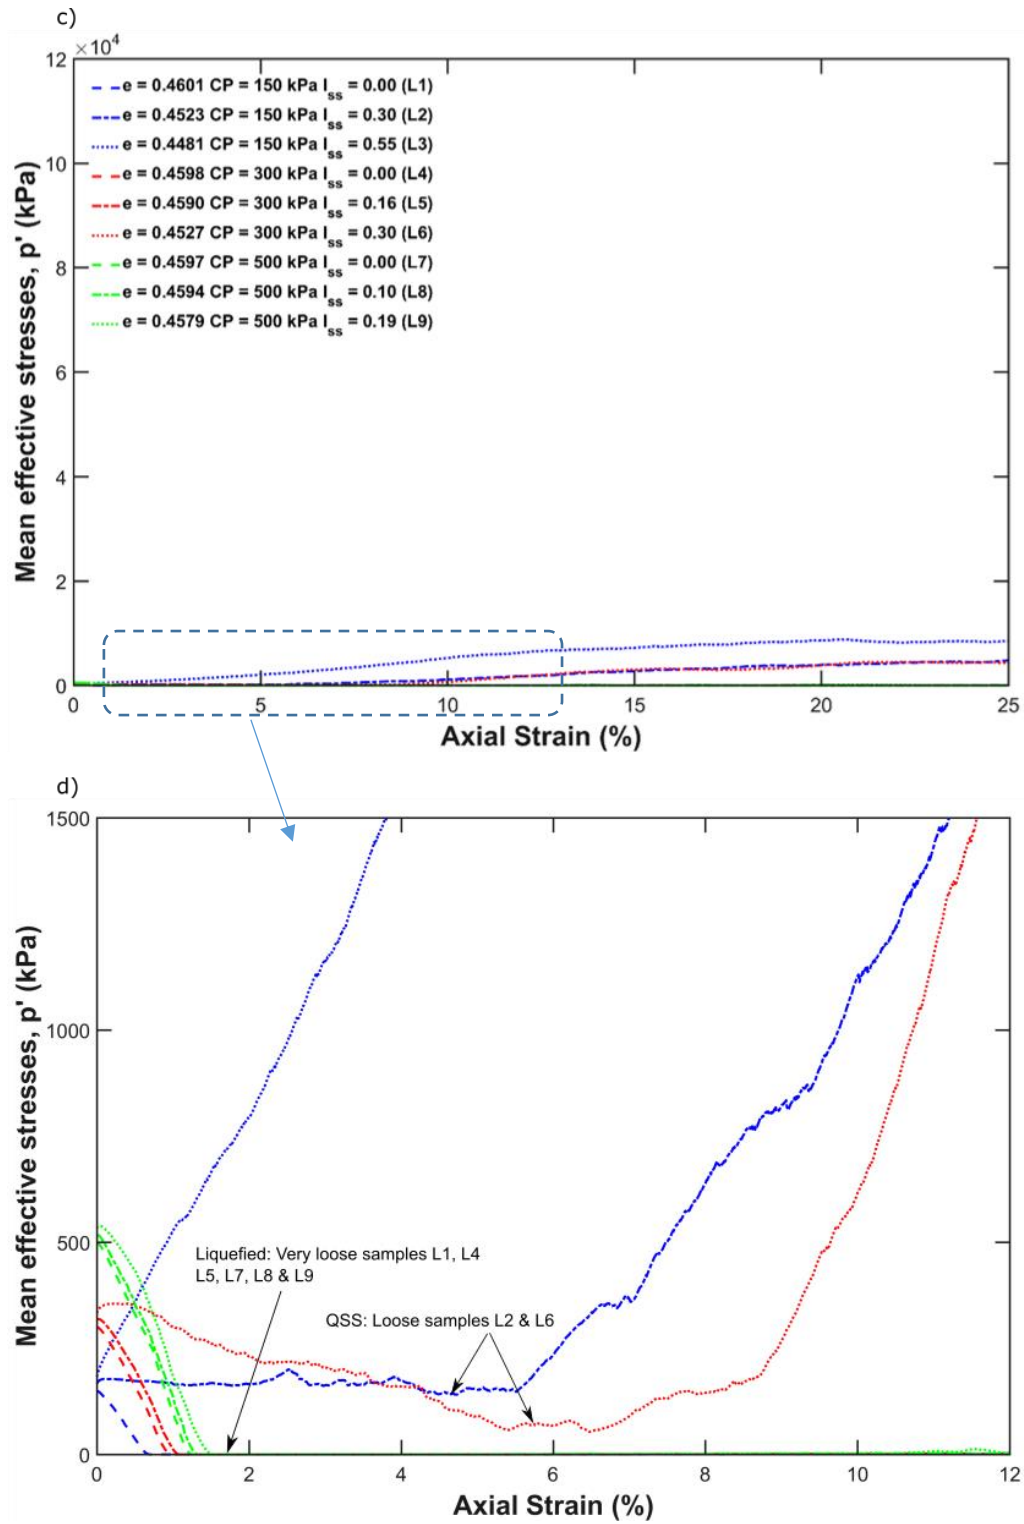 c)
×10⁴
12
10
8
6
4
2
0
Mean effective stresses, p' (kPa)
e = 0.4601 CP = 150 kPa I_ss = 0.00 (L1)
e = 0.4523 CP = 150 kPa I_ss = 0.30 (L2)
e = 0.4481 CP = 150 kPa I_ss = 0.55 (L3)
e = 0.4598 CP = 300 kPa I_ss = 0.00 (L4)
e = 0.4590 CP = 300 kPa I_ss = 0.16 (L5)
e = 0.4527 CP = 300 kPa I_ss = 0.30 (L6)
e = 0.4597 CP = 500 kPa I_ss = 0.00 (L7)
e = 0.4594 CP = 500 kPa I_ss = 0.10 (L8)
e = 0.4579 CP = 500 kPa I_ss = 0.19 (L9)
0 5 10 15 20 25
Axial Strain (%)
d)
1500
1000
500
0
Mean effective stresses, p' (kPa)
Liquefied: Very loose samples L1, L4
L5, L7, L8 & L9
QSS: Loose samples L2 & L6
0 2 4 6 8 10 12
Axial Strain (%)